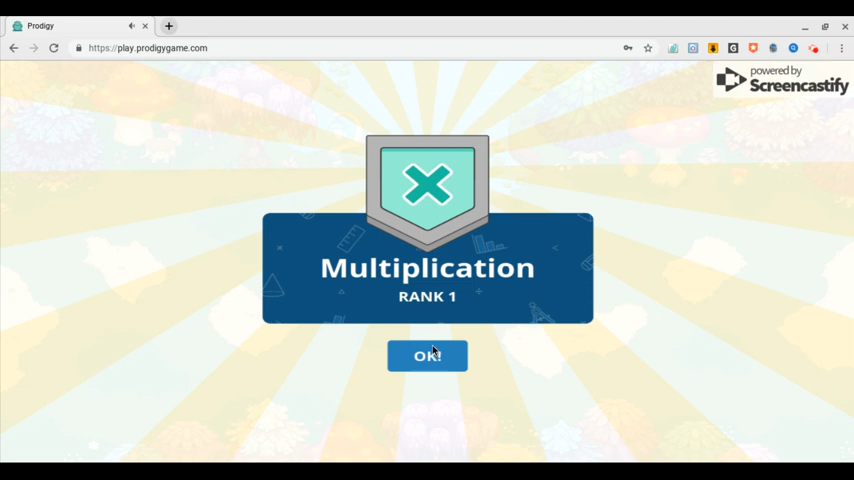 Prodigy
https://play.prodigygame.com
powered by
Screencastify
Multiplication
RANK 1
OK!